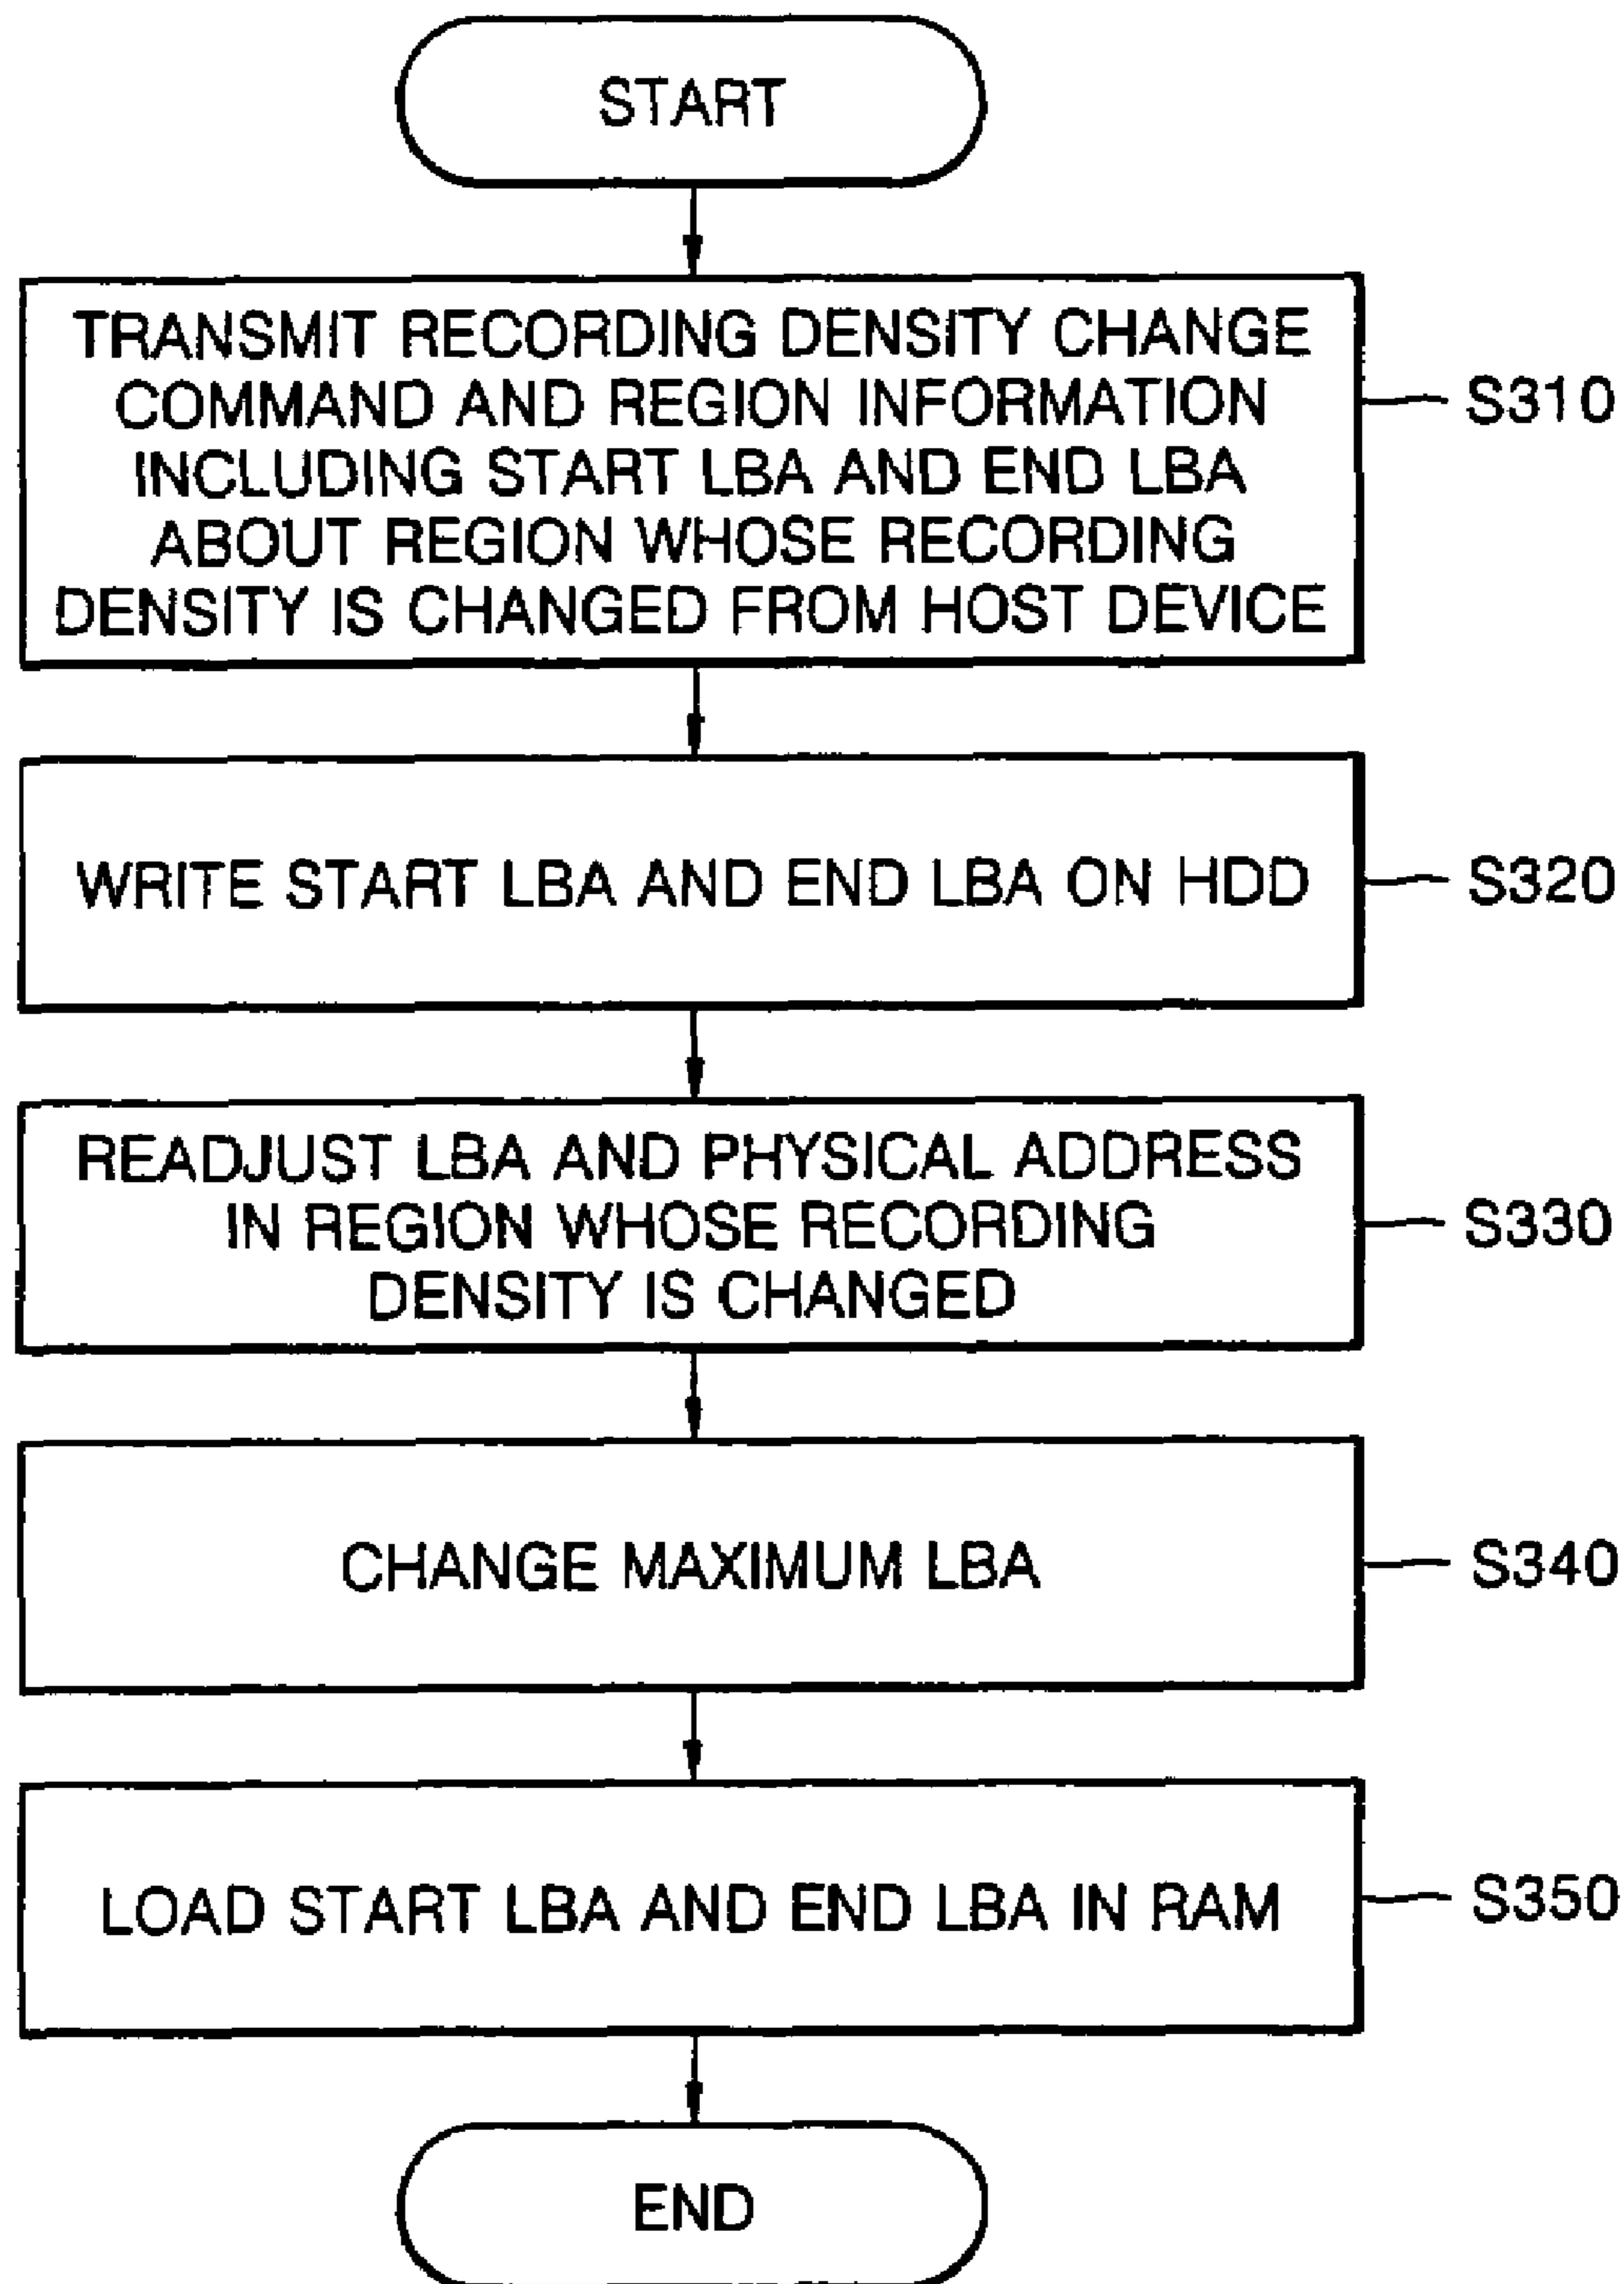 START
TRANSMIT RECORDING DENSITY CHANGE
COMMAND AND REGION INFORMATION
INCLUDING START LBA AND END LBA
ABOUT REGION WHOSE RECORDING
DENSITY IS CHANGED FROM HOST DEVICE
S310
WRITE START LBA AND END LBA ON HDD
S320
READJUST LBA AND PHYSICAL ADDRESS
IN REGION WHOSE RECORDING
DENSITY IS CHANGED
S330
CHANGE MAXIMUM LBA
S340
LOAD START LBA AND END LBA IN RAM
S350
END